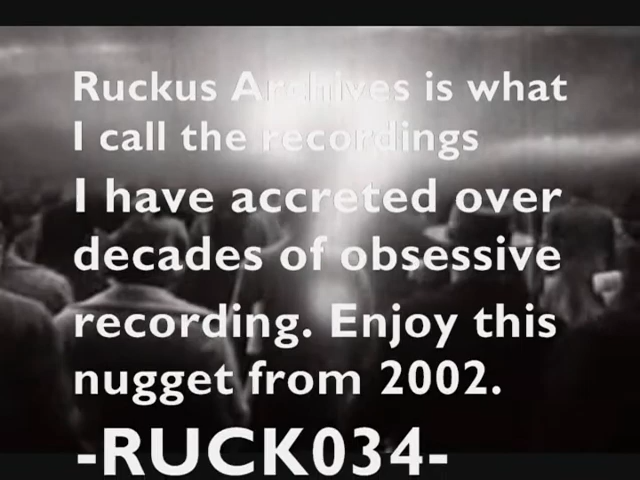 Ruckus Archives is what
I call the recordings
I have accreted over
decades of obsessive
recording. Enjoy this
nugget from 2002.
-RUCK034-